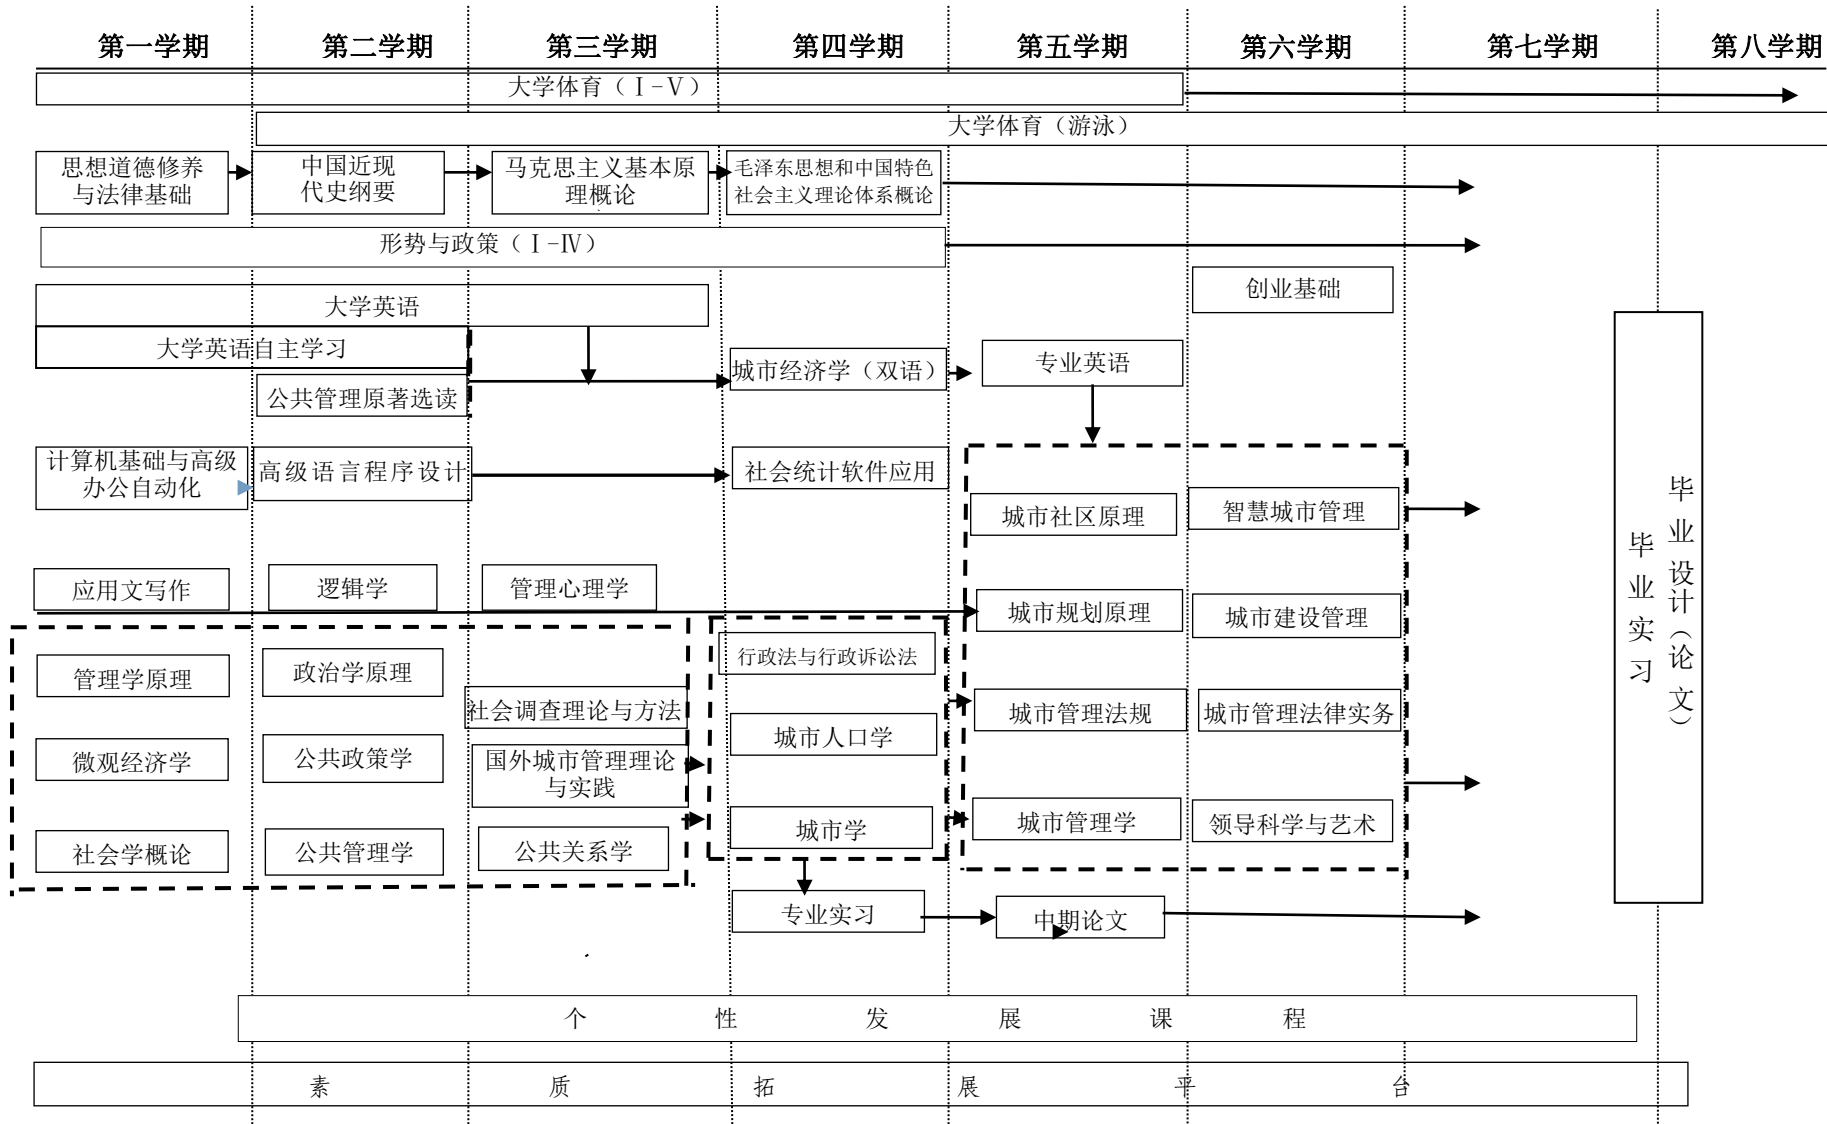 第一学期 第二学期 第三学期 第四学期 第五学期 第六学期 第七学期 第八学期
大学体育（Ⅰ-Ⅴ）
大学体育（游泳）
思想道德修养
与法律基础
中国近现
代史纲要
马克思主义基本原
理概论
毛泽东思想和中国特色
社会主义理论体系概论
形势与政策（Ⅰ-Ⅳ）
创业基础
大学英语
大学英语自主学习
公共管理原著选读
城市经济学（双语）
专业英语
计算机基础与高级
办公自动化
高级语言程序设计
社会统计软件应用
城市社区原理
智慧城市管理
应用文写作
逻辑学
管理心理学
城市规划原理
城市建设管理
管理学原理
政治学原理
社会调查理论与方法
行政法与行政诉讼法
城市管理法规
城市管理法律实务
微观经济学
公共政策学
国外城市管理理论
与实践
城市人口学
社会学概论
公共管理学
公共关系学
城市学
城市管理学
领导科学与艺术
专业实习
中期论文
毕业实习
毕业设计（论文）
个性发展课程
素质拓展平台